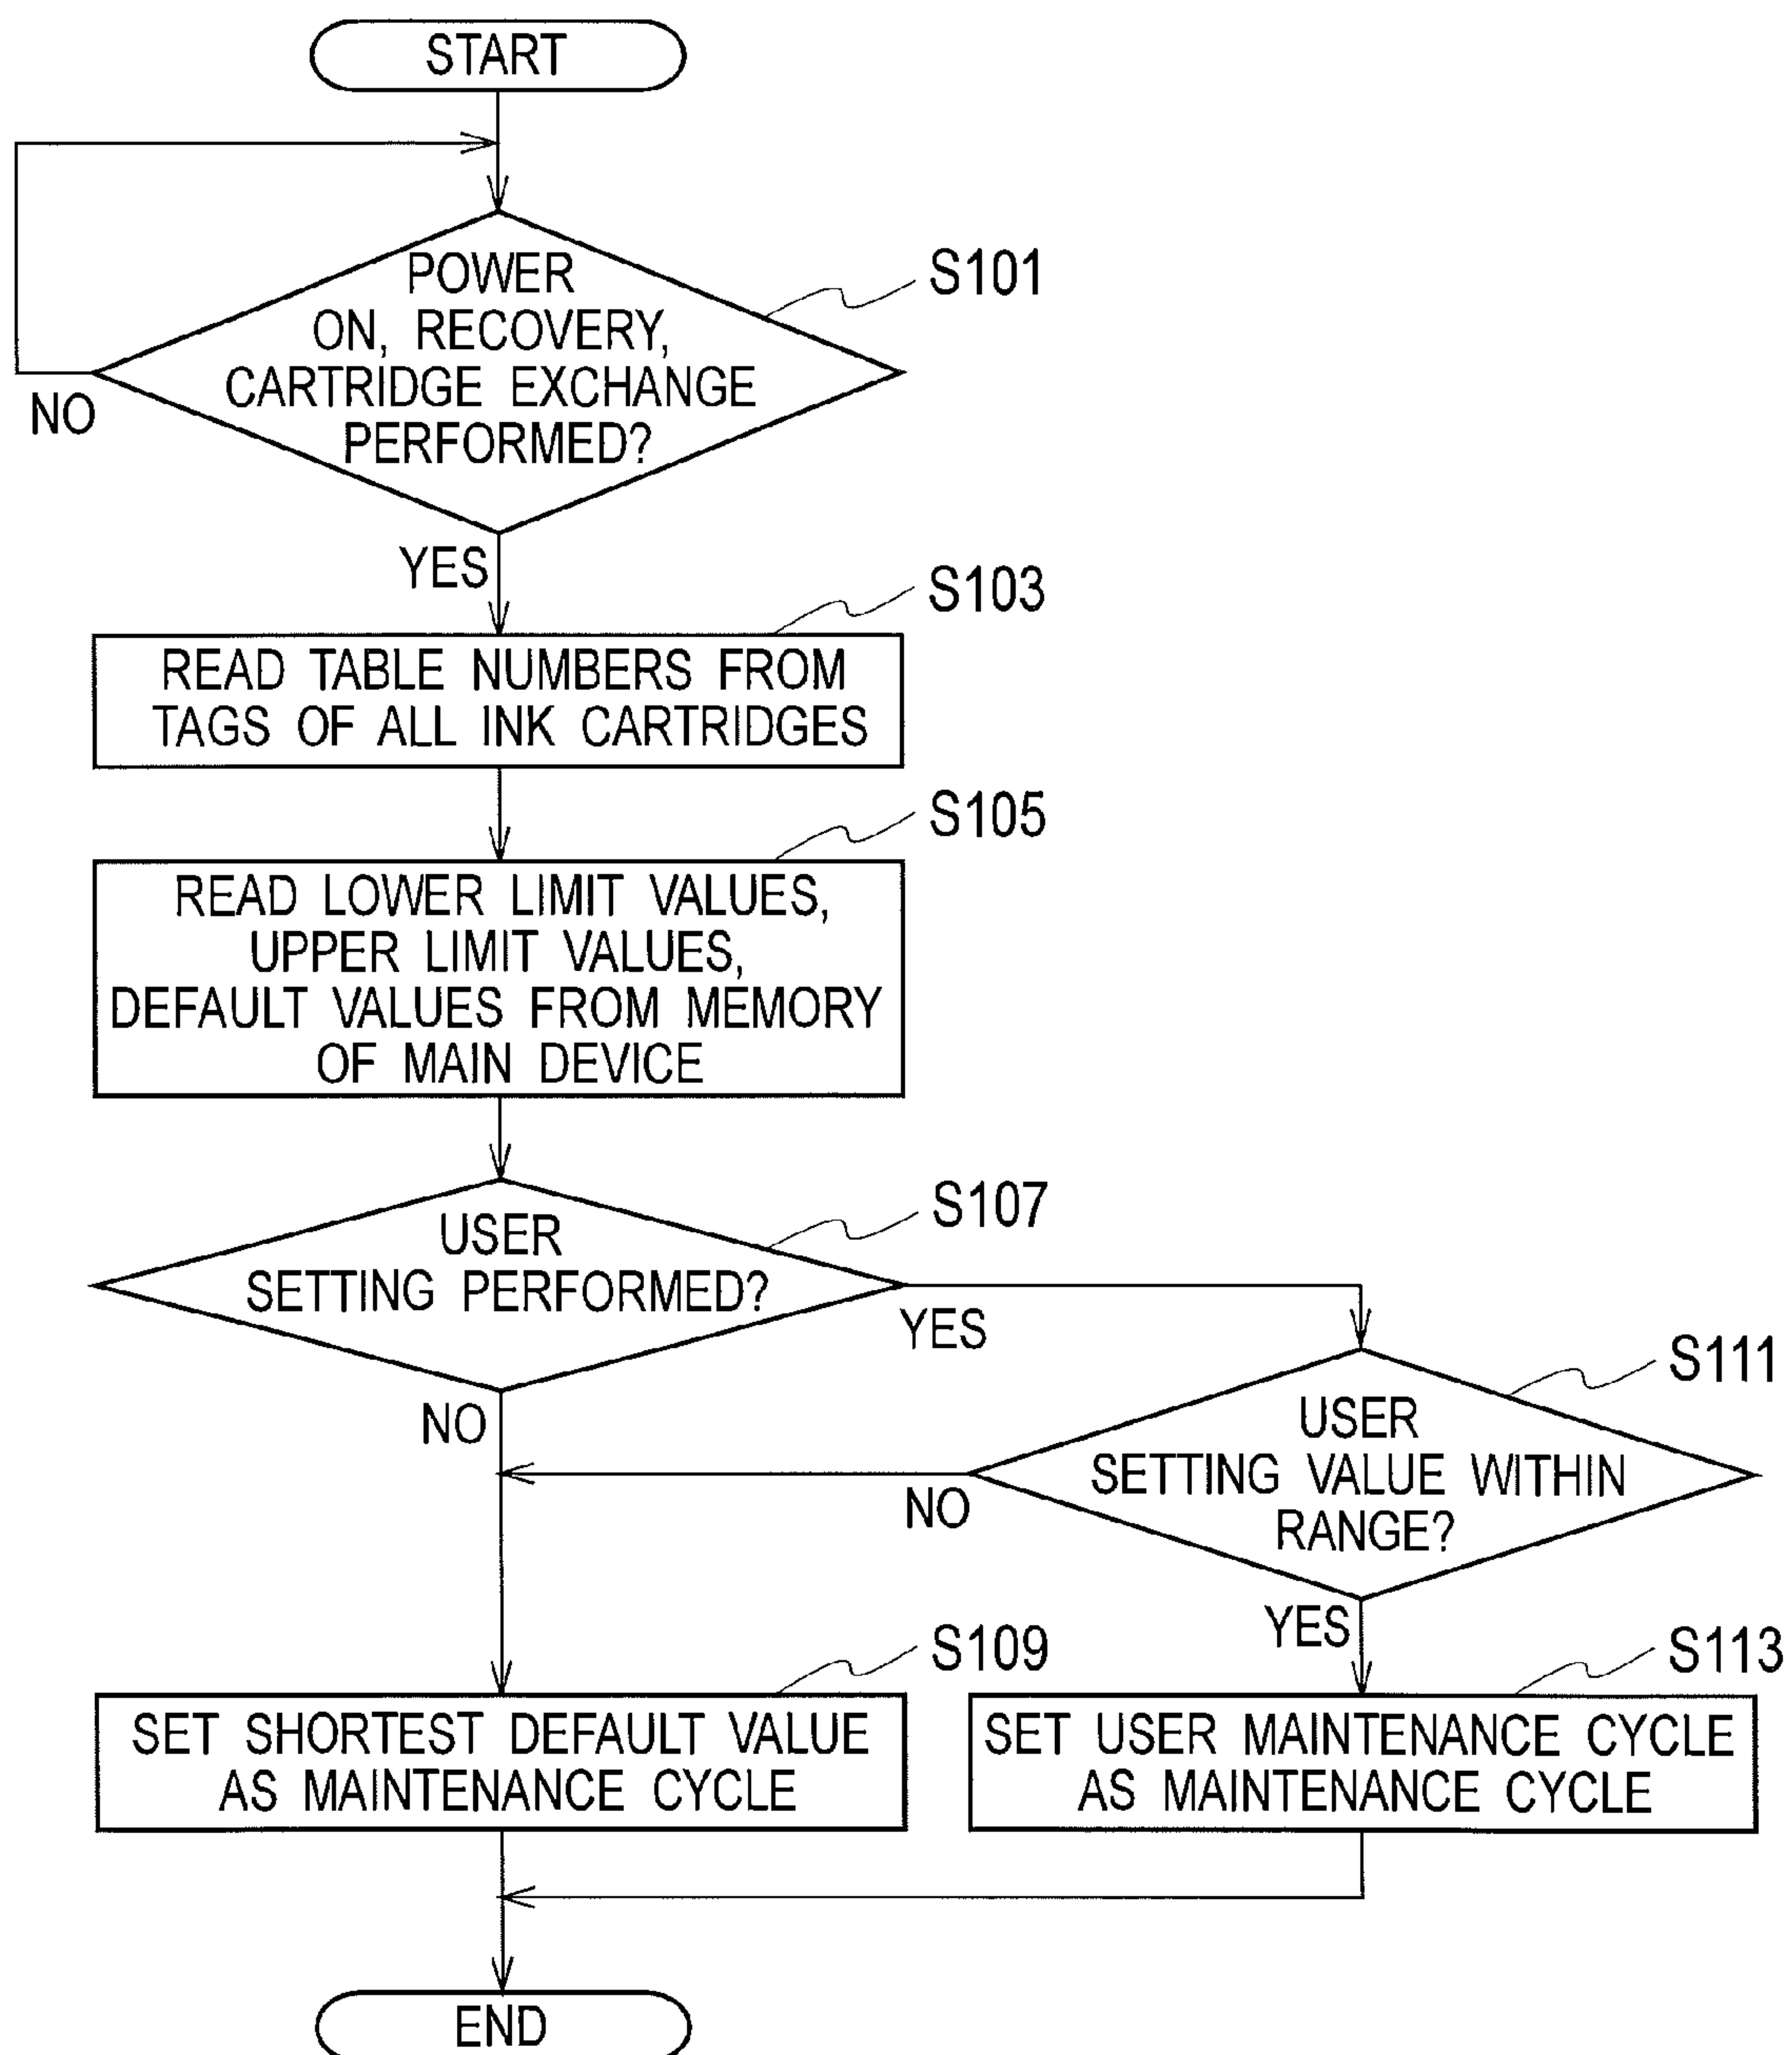 START
POWER
ON, RECOVERY,
CARTRIDGE EXCHANGE
PERFORMED?
S101
NO
YES
S103
READ TABLE NUMBERS FROM
TAGS OF ALL INK CARTRIDGES
S105
READ LOWER LIMIT VALUES,
UPPER LIMIT VALUES,
DEFAULT VALUES FROM MEMORY
OF MAIN DEVICE
S107
USER
SETTING PERFORMED?
YES
NO
S111
USER
SETTING VALUE WITHIN
RANGE?
NO
YES
S109
SET SHORTEST DEFAULT VALUE
AS MAINTENANCE CYCLE
S113
SET USER MAINTENANCE CYCLE
AS MAINTENANCE CYCLE
END